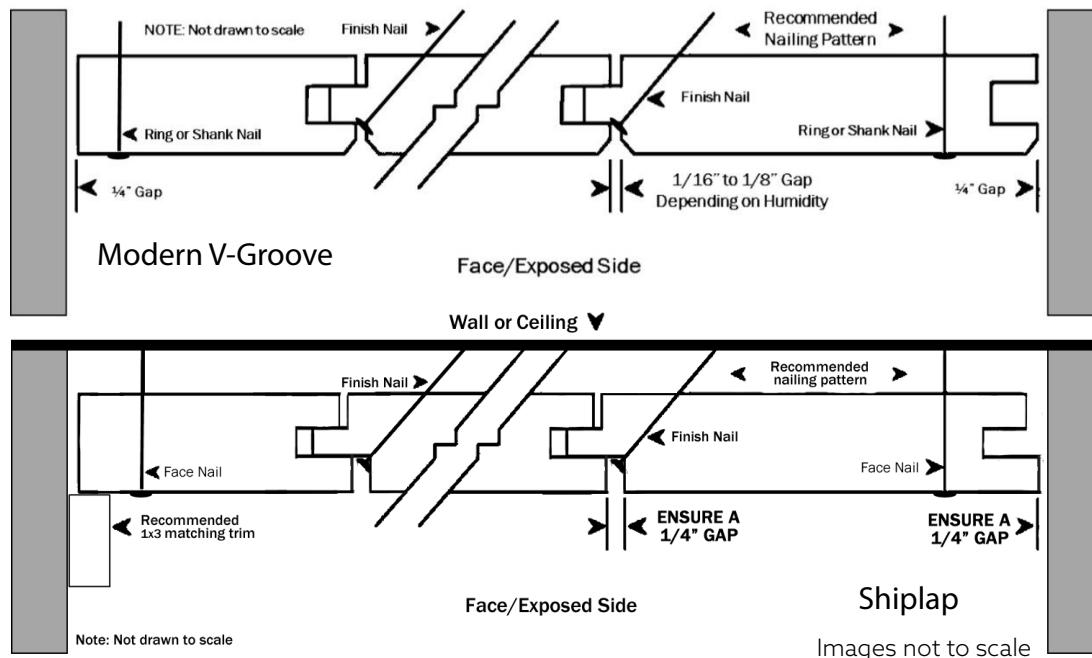 NOTE: Not drawn to scale
Finish Nail
Recommended
Nailing Pattern
Finish Nail
Ring or Shank Nail
Ring or Shank Nail
¼" Gap
1/16" to 1/8" Gap
Depending on Humidity
¼" Gap
Modern V-Groove
Face/Exposed Side
Wall or Ceiling
Finish Nail
Recommended
nailing pattern
Finish Nail
Face Nail
Face Nail
Recommended
1x3 matching trim
ENSURE A
1/4" GAP
ENSURE A
1/4" GAP
Face/Exposed Side
Shiplap
Note: Not drawn to scale
Images not to scale